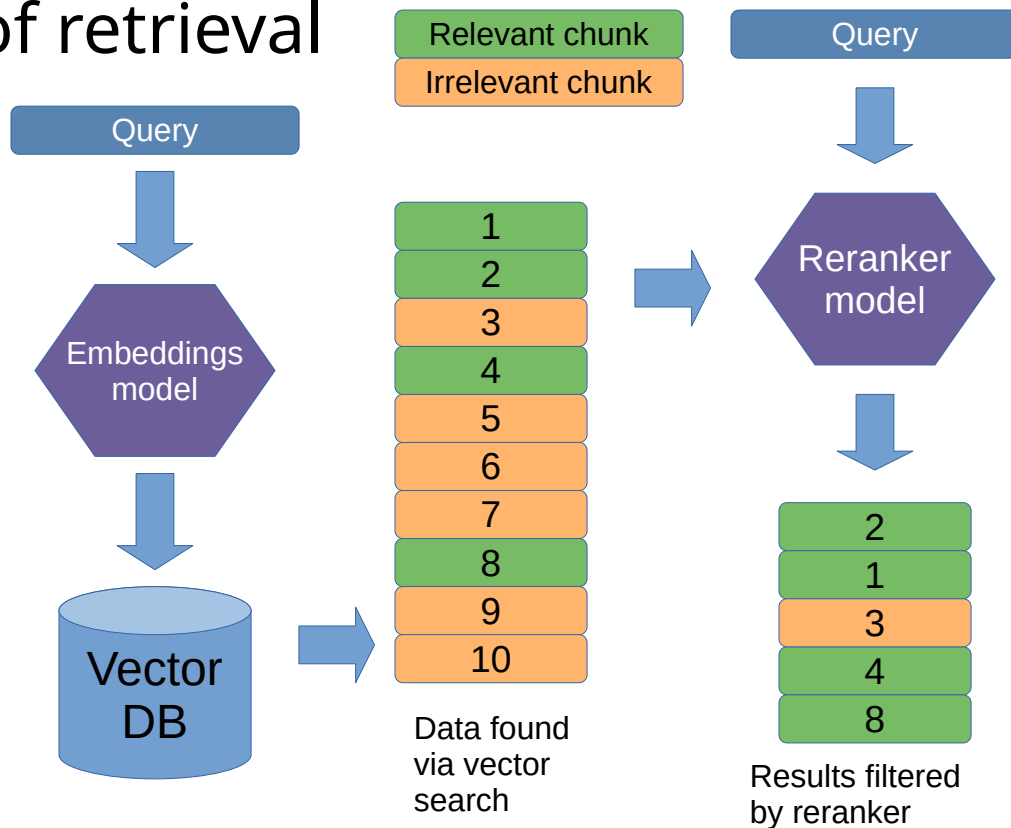 of retrieval
Relevant chunk
Irrelevant chunk
Query
Embeddings
model
Vector
DB
1
2
3
4
5
6
7
8
9
10
Data found
via vector
search
Query
Reranker
model
2
1
3
4
8
Results filtered
by reranker